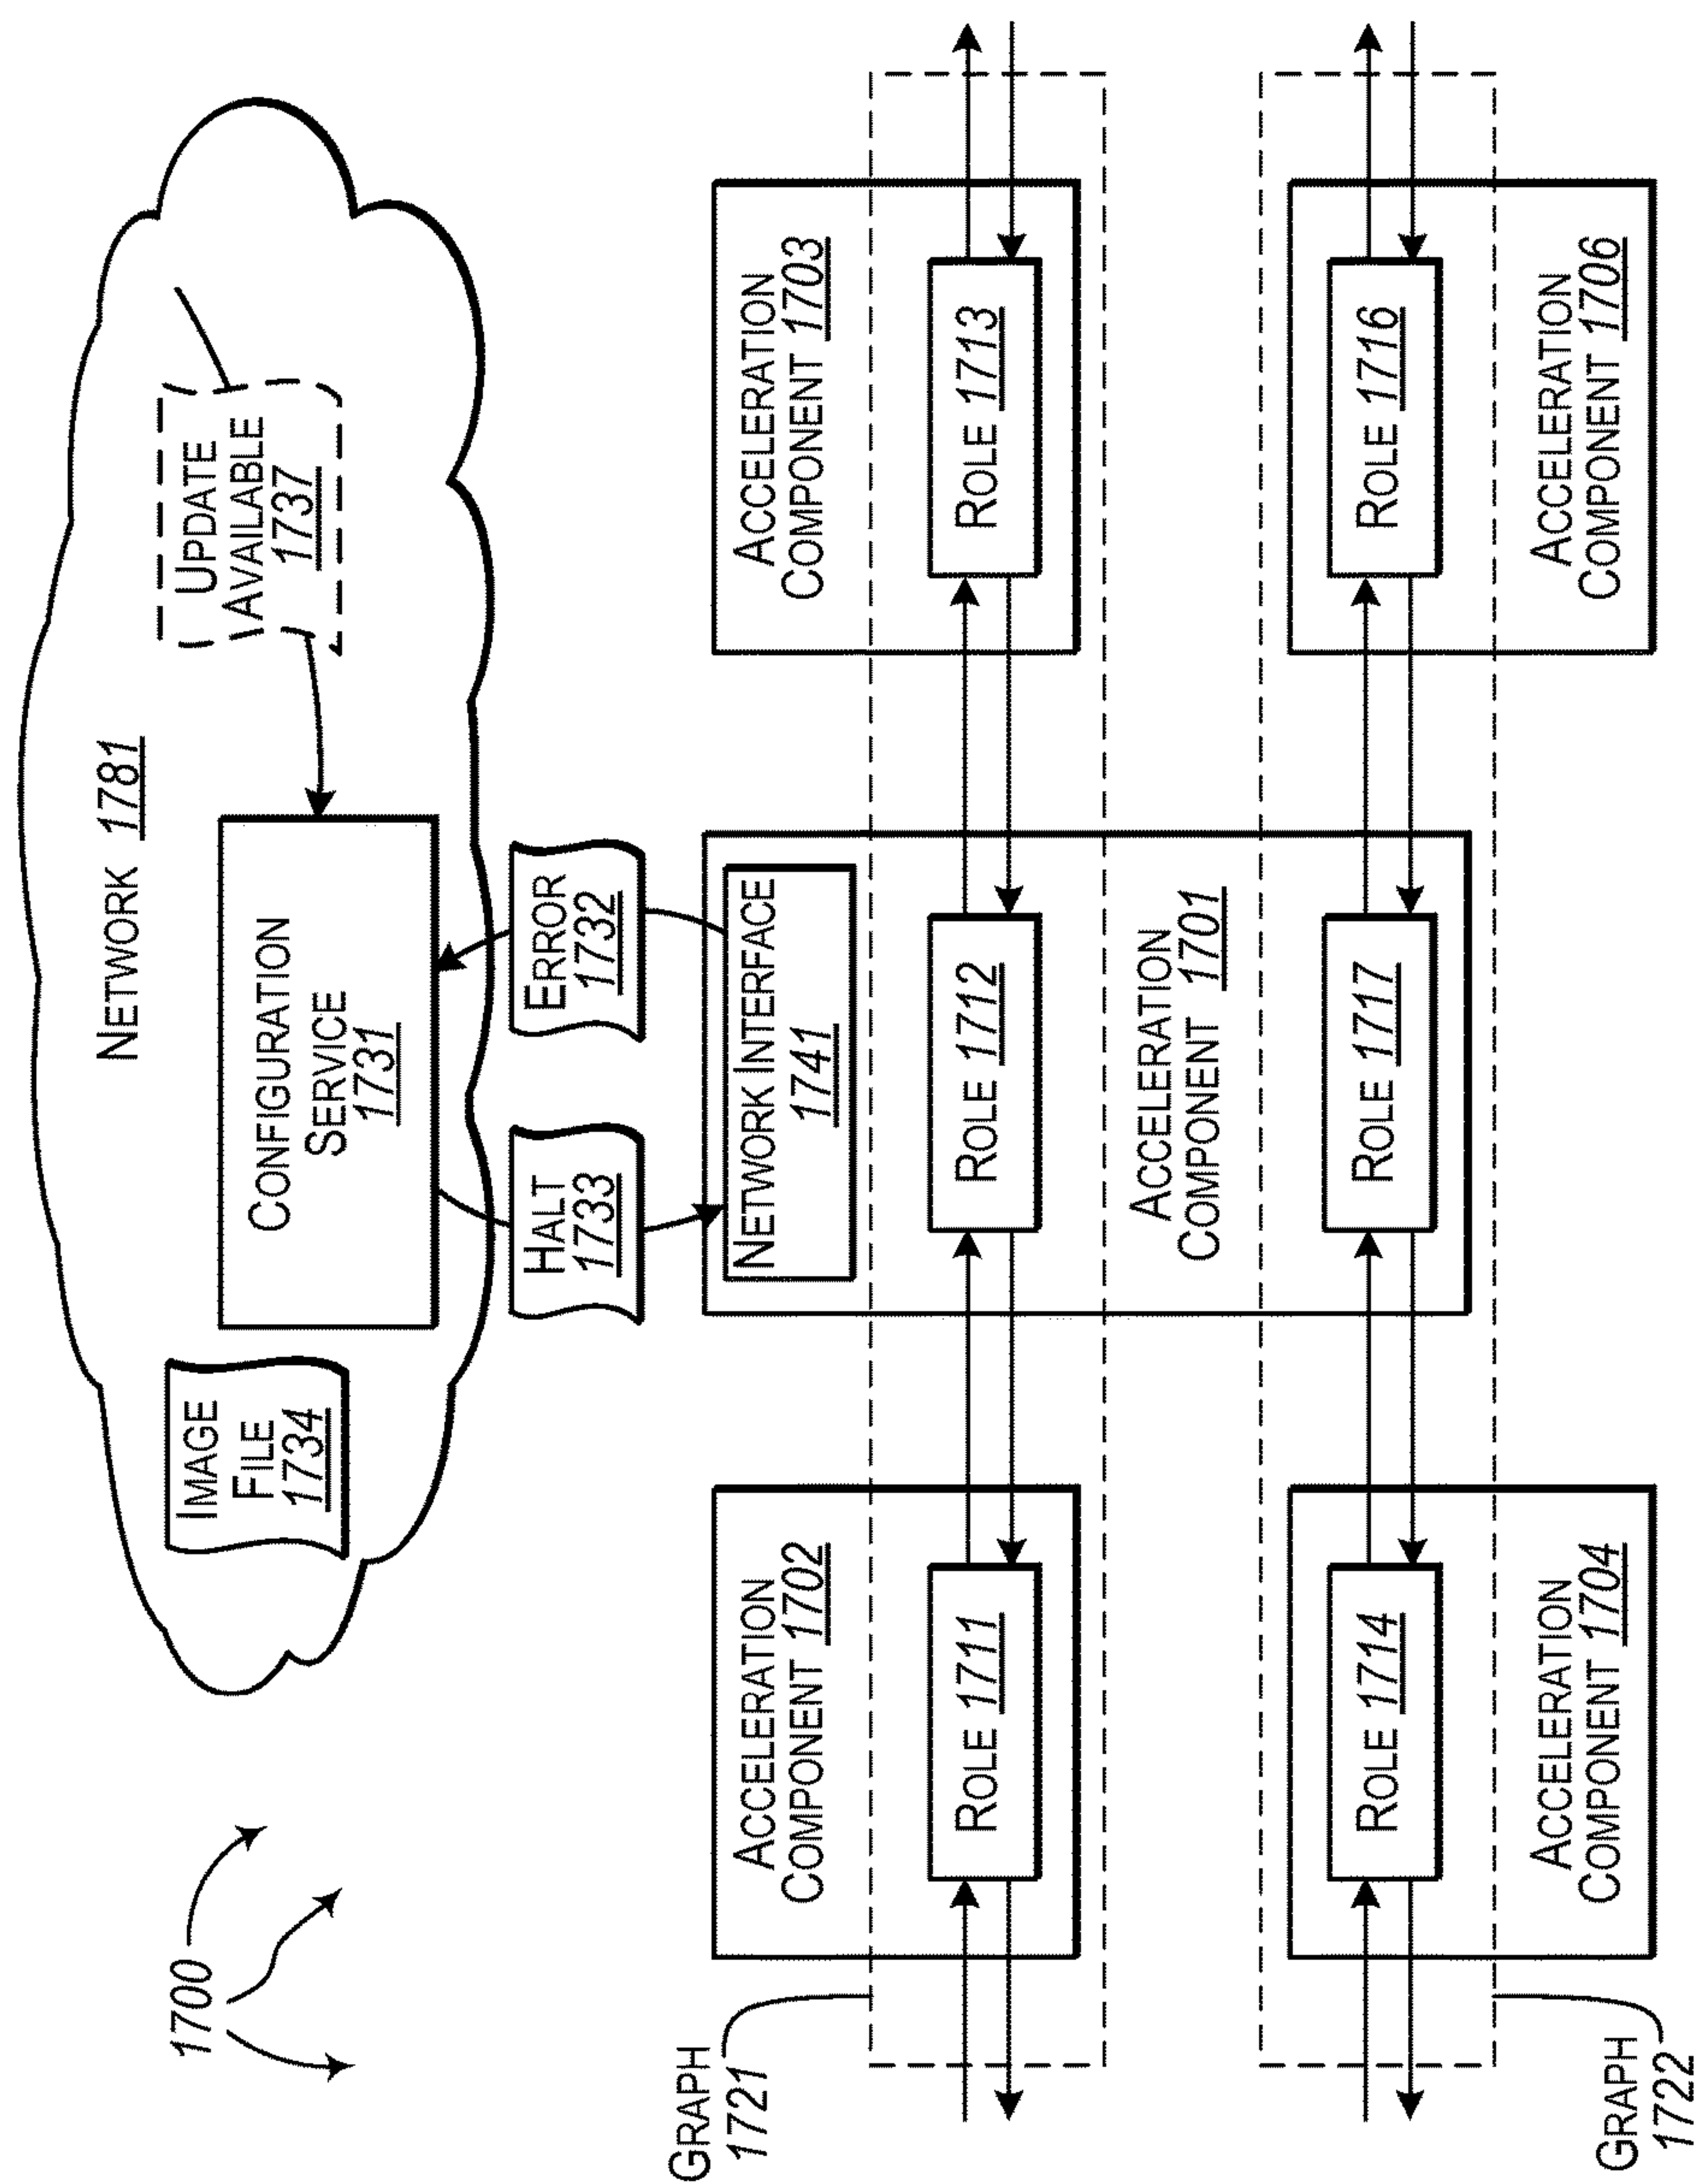 1700
NETWORK 1781
IMAGE
FILE
1734
CONFIGURATION
SERVICE
1731
UPDATE
AVAILABLE
1737
HALT
1733
ERROR
1732
NETWORK INTERFACE
1741
GRAPH
1721
ACCELERATION
COMPONENT 1702
ROLE 1711
ROLE 1712
ACCELERATION
COMPONENT 1703
ROLE 1713
ACCELERATION
COMPONENT 1701
GRAPH
1722
ROLE 1714
ACCELERATION
COMPONENT 1704
ROLE 1717
ROLE 1716
ACCELERATION
COMPONENT 1706